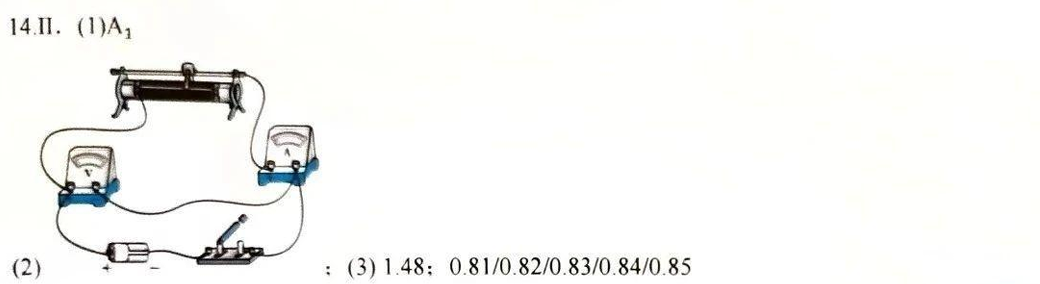 14.II. (1)A₁
V
A
+ −
(2) ; (3) 1.48; 0.81/0.82/0.83/0.84/0.85